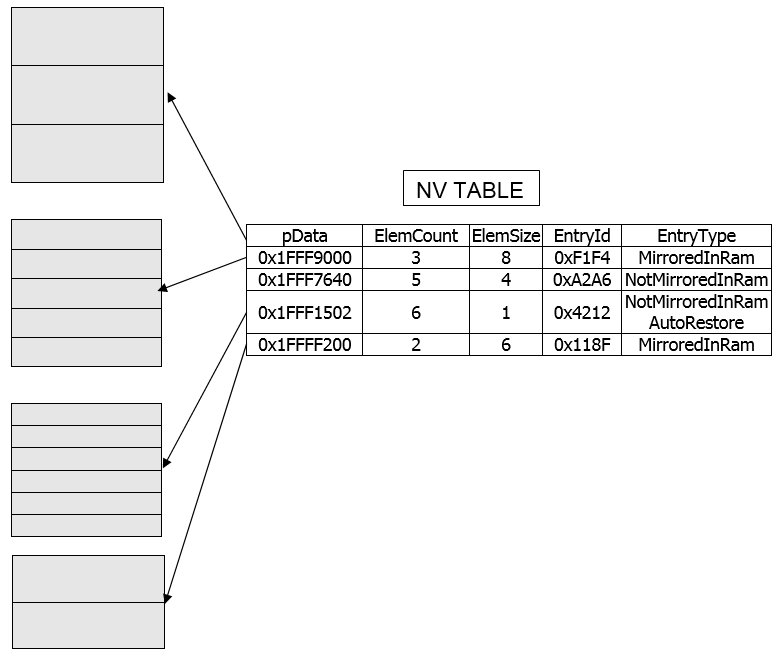 NV TABLE
pData ElemCount ElemSize EntryId EntryType
0x1FFF9000 3 8 0xF1F4 MirroredInRam
0x1FFF7640 5 4 0xA2A6 NotMirroredInRam
0x1FFF1502 6 1 0x4212 NotMirroredInRam
AutoRestore
0x1FFFF200 2 6 0x118F MirroredInRam